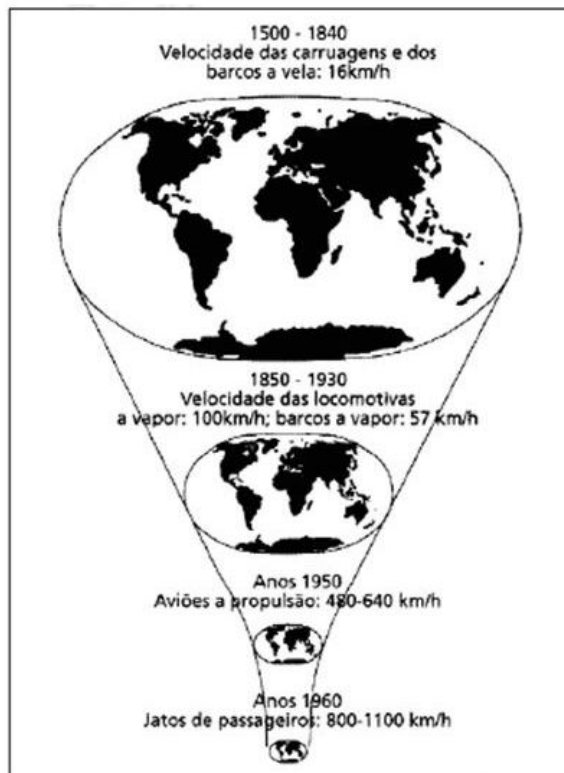 1500 - 1840
Velocidade das carruagens e dos
barcos a vela: 16km/h
1850 - 1930
Velocidade das locomotivas
a vapor: 100km/h; barcos a vapor: 57 km/h
Anos 1950
Aviões a propulsão: 480-640 km/h
Anos 1960
Jatos de passageiros: 800-1100 km/h